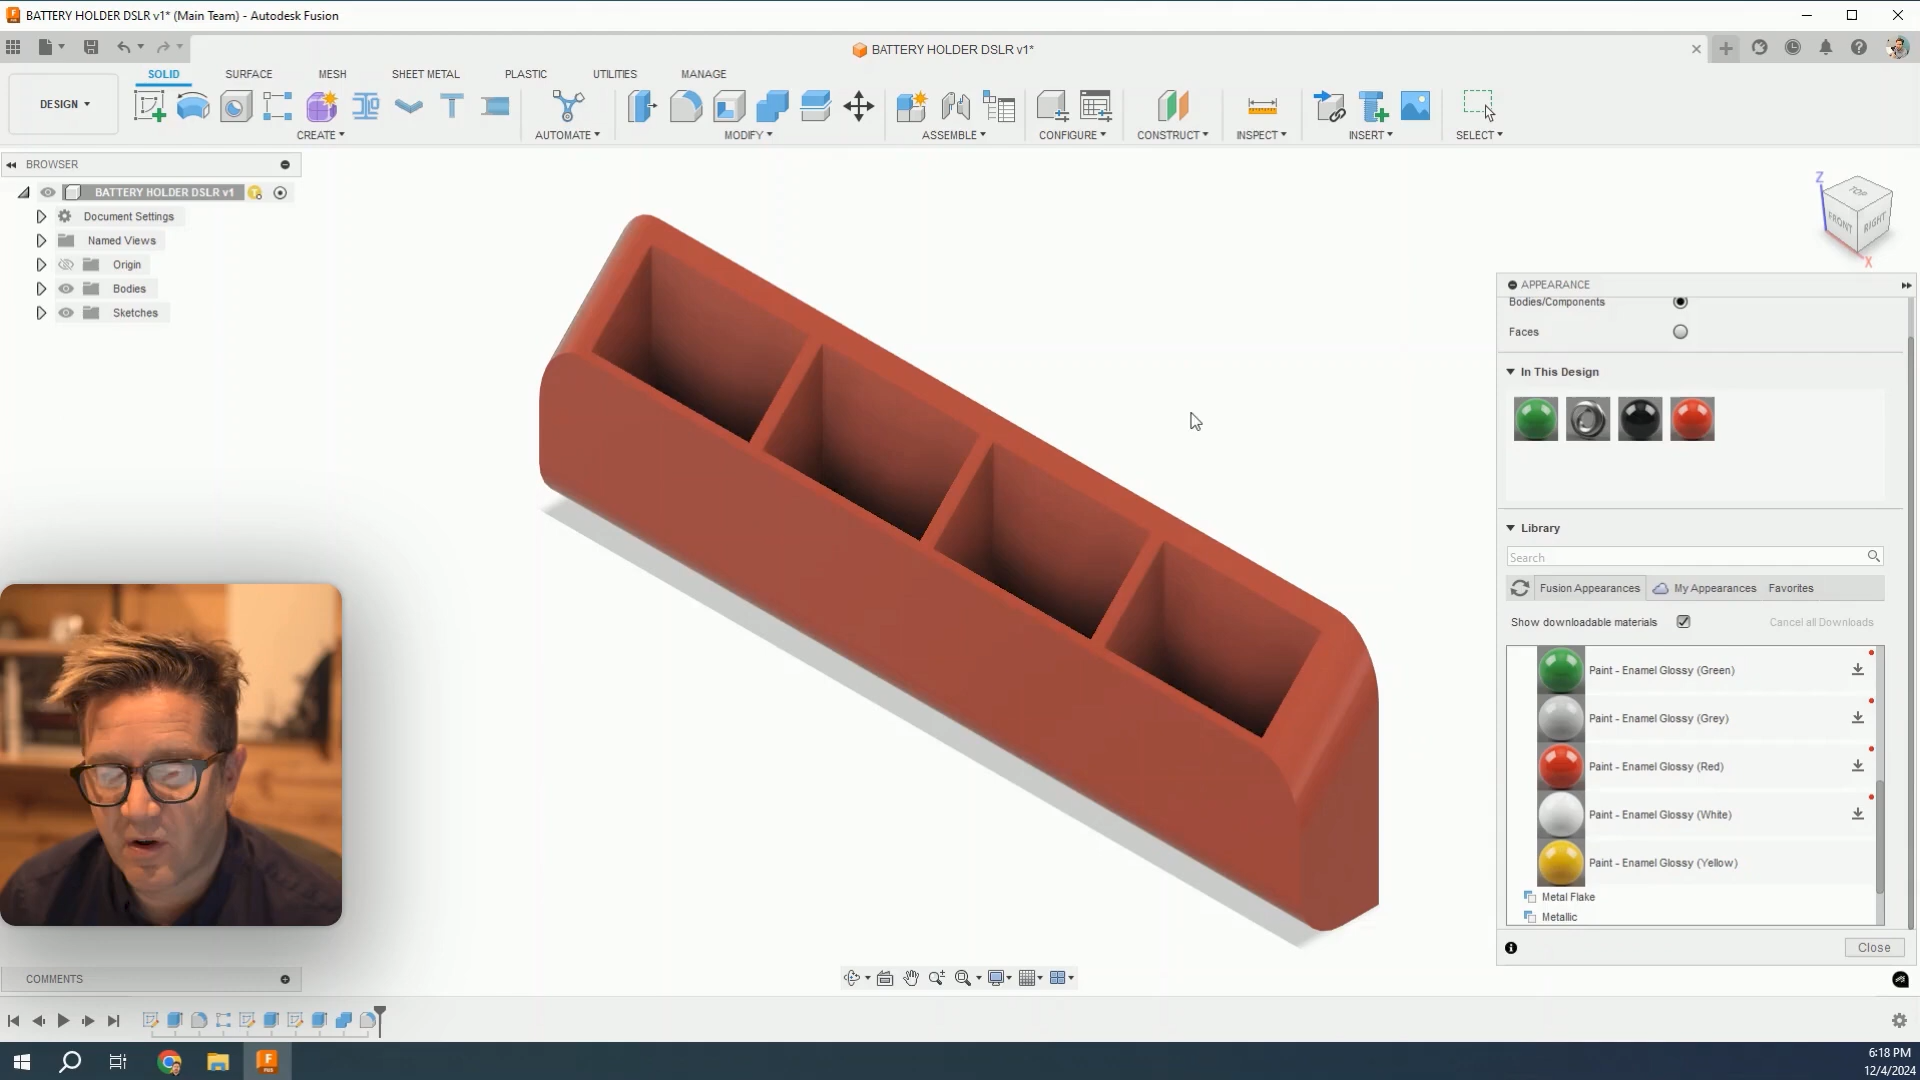 BATTERY HOLDER DSLR v1* (Main Team) - Autodesk Fusion
BATTERY HOLDER DSLR v1*
SOLID SURFACE MESH SHEET METAL PLASTIC UTILITIES MANAGE
DESIGN
CREATE AUTOMATE MODIFY ASSEMBLE CONFIGURE CONSTRUCT INSPECT INSERT SELECT
BROWSER
BATTERY HOLDER DSLR v1
Document Settings
Named Views
Origin
Bodies
Sketches
Z
TOP
FRONT
RIGHT
X
APPEARANCE
Bodies/Components
Faces
In This Design
Library
Search
Fusion Appearances My Appearances Favorites
Show downloadable materials Cancel all Downloads
Paint - Enamel Glossy (Green)
Paint - Enamel Glossy (Grey)
Paint - Enamel Glossy (Red)
Paint - Enamel Glossy (White)
Paint - Enamel Glossy (Yellow)
Metal Flake
Metallic
Close
COMMENTS
6:18 PM
12/4/2024